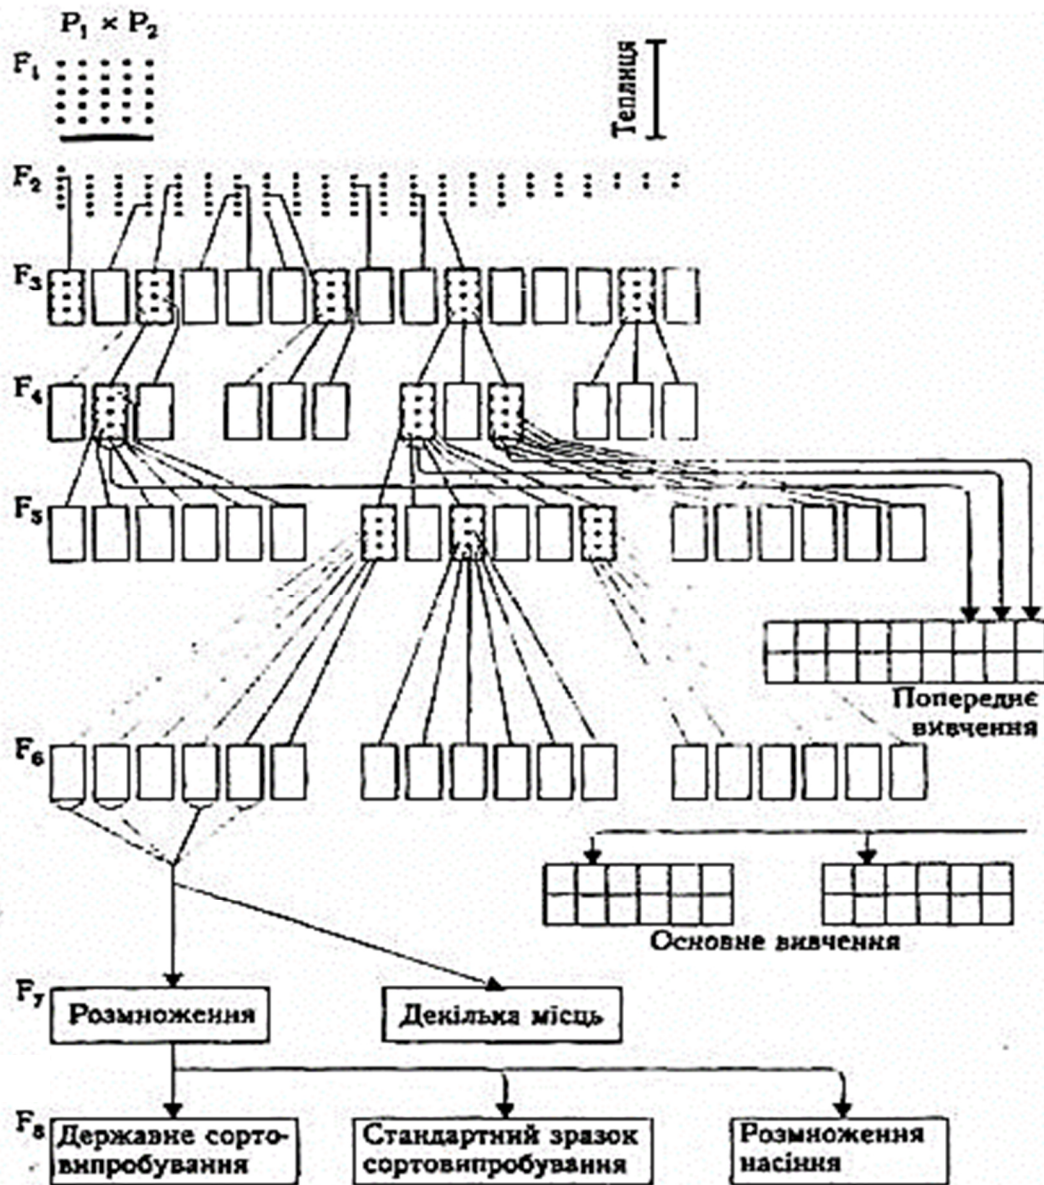 P₁ × P₂
F₁
Теплиця
F₂
F₃
F₄
F₅
Попереднє
вивчення
F₆
Основне вивчення
F₇
Розмноження
Декілька місць
F₈
Державне сорто-
випробування
Стандартний зразок
сортовипробування
Розмноження
насіння